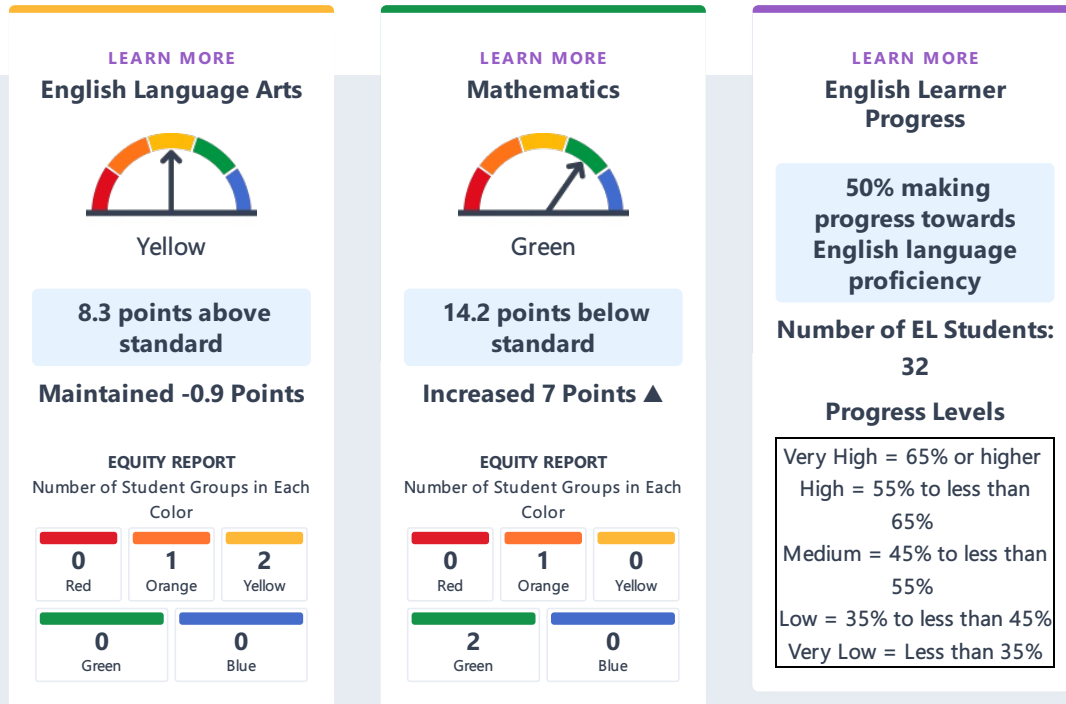 LEARN MORE
English Language Arts
Yellow
8.3 points above
standard
Maintained -0.9 Points
EQUITY REPORT
Number of Student Groups in Each
Color
0
Red
1
Orange
2
Yellow
0
Green
0
Blue
LEARN MORE
Mathematics
Green
14.2 points below
standard
Increased 7 Points ▲
EQUITY REPORT
Number of Student Groups in Each
Color
0
Red
1
Orange
0
Yellow
2
Green
0
Blue
LEARN MORE
English Learner
Progress
50% making
progress towards
English language
proficiency
Number of EL Students:
32
Progress Levels
Very High = 65% or higher
High = 55% to less than
65%
Medium = 45% to less than
55%
Low = 35% to less than 45%
Very Low = Less than 35%